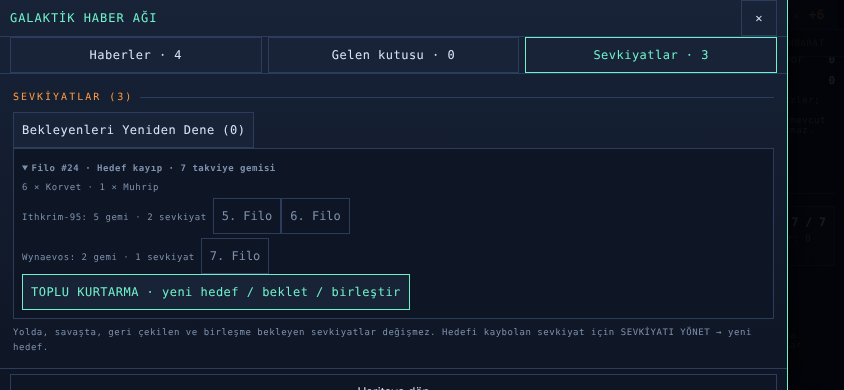 GALAKTİK HABER AĞI
×
Haberler · 4
Gelen kutusu · 0
Sevkiyatlar · 3
SEVKİYATLAR (3)
Bekleyenleri Yeniden Dene (0)
▼ Filo #24 · Hedef kayıp · 7 takviye gemisi
6 × Korvet · 1 × Muhrip
Ithkrim-95: 5 gemi · 2 sevkiyat 5. Filo 6. Filo
Wynaevos: 2 gemi · 1 sevkiyat 7. Filo
TOPLU KURTARMA · yeni hedef / beklet / birleştir
Yolda, savaşta, geri çekilen ve birleşme bekleyen sevkiyatlar değişmez. Hedefi kaybolan sevkiyat için SEVKİYATI YÖNET → yeni
hedef.
+6
0
0
7 / 7